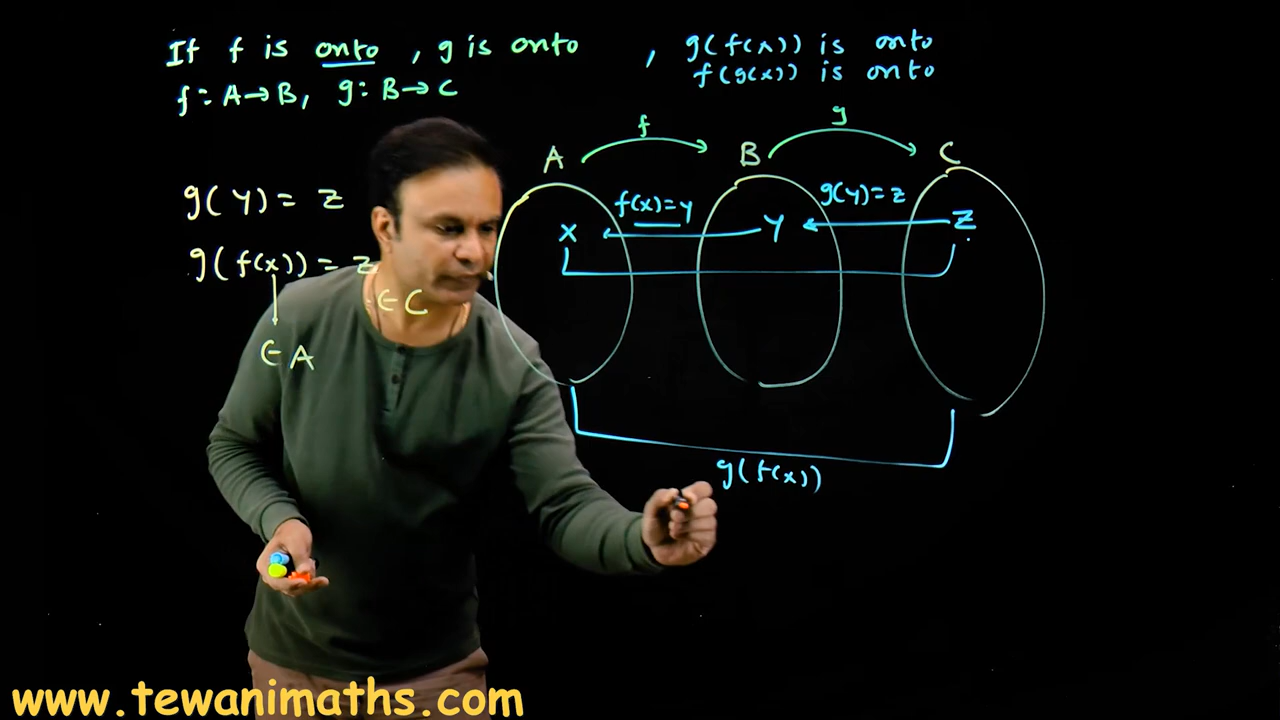 If f is onto , g is onto , g(f(x)) is onto
f(g(x)) is onto
f: A→B, g: B→C
f g
A B C
g(y) = z
f(x)=y g(y)=z
x y z
g(f(x)) = z
∈ C
∈ A
g(f(x))
www.tewanimaths.com